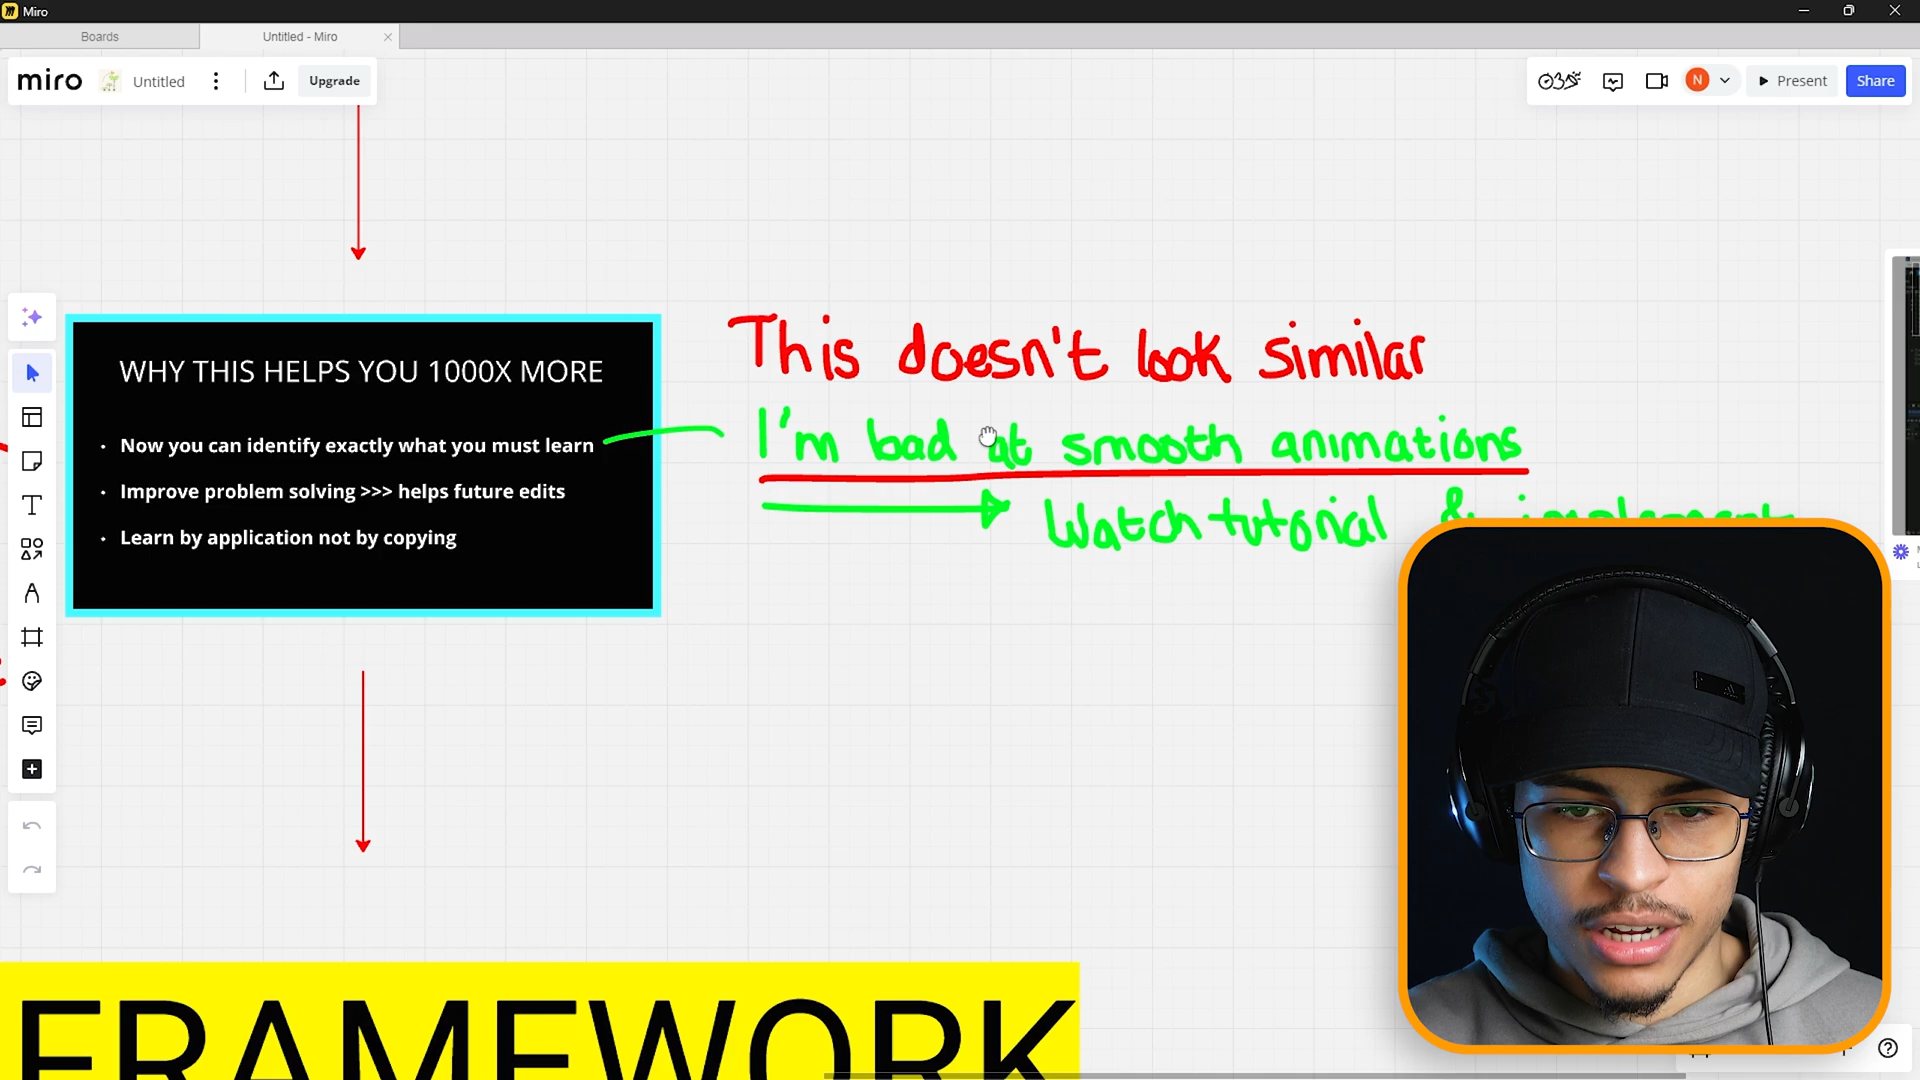 Miro
Boards
Untitled - Miro
miro
Untitled
Upgrade
N
Present
Share
WHY THIS HELPS YOU 1000X MORE
· Now you can identify exactly what you must learn
· Improve problem solving >>> helps future edits
· Learn by application not by copying
This doesn't look similar
I'm bad at smooth animations
Watch tutorial & implement
FRAMEWORK